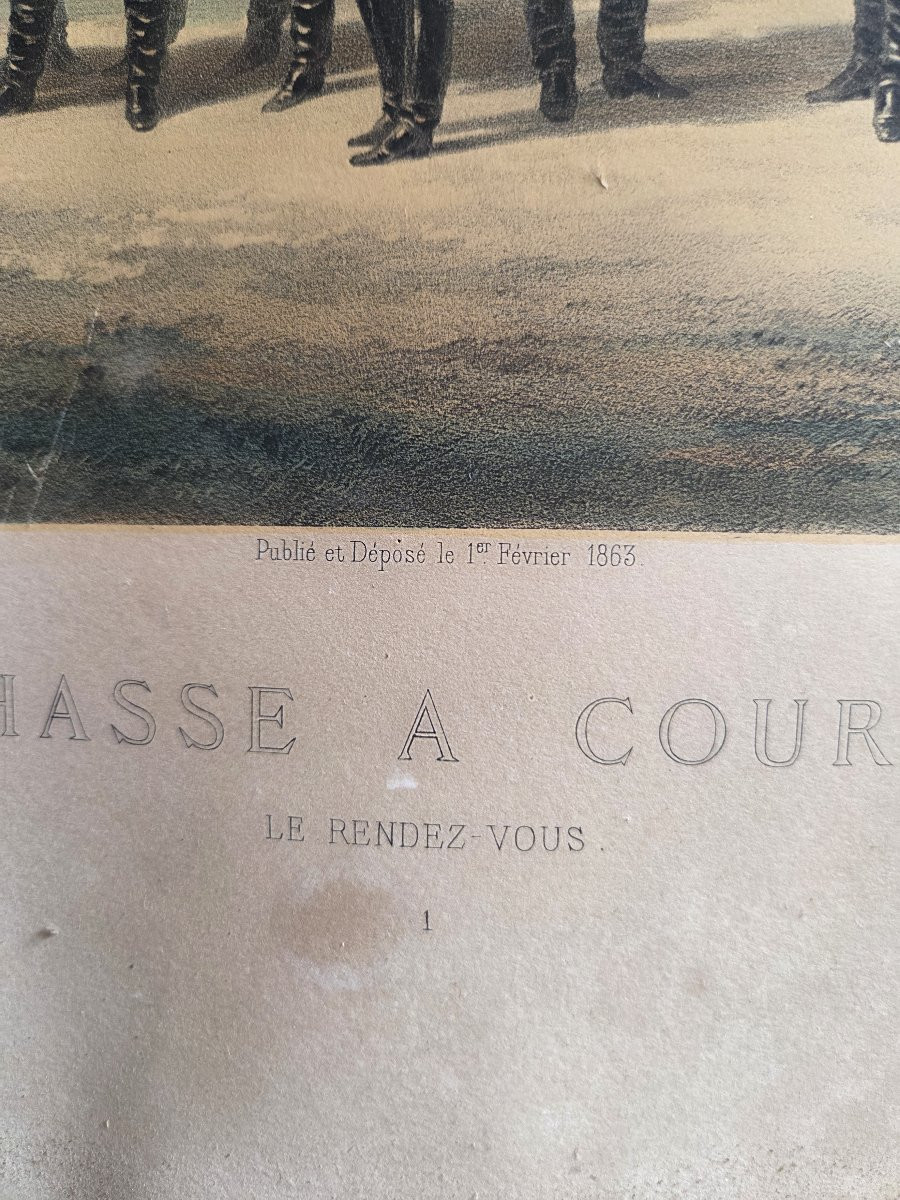 Publié et Déposé le 1er Février 1863.
HASSE A COUR
LE RENDEZ-VOUS.
1